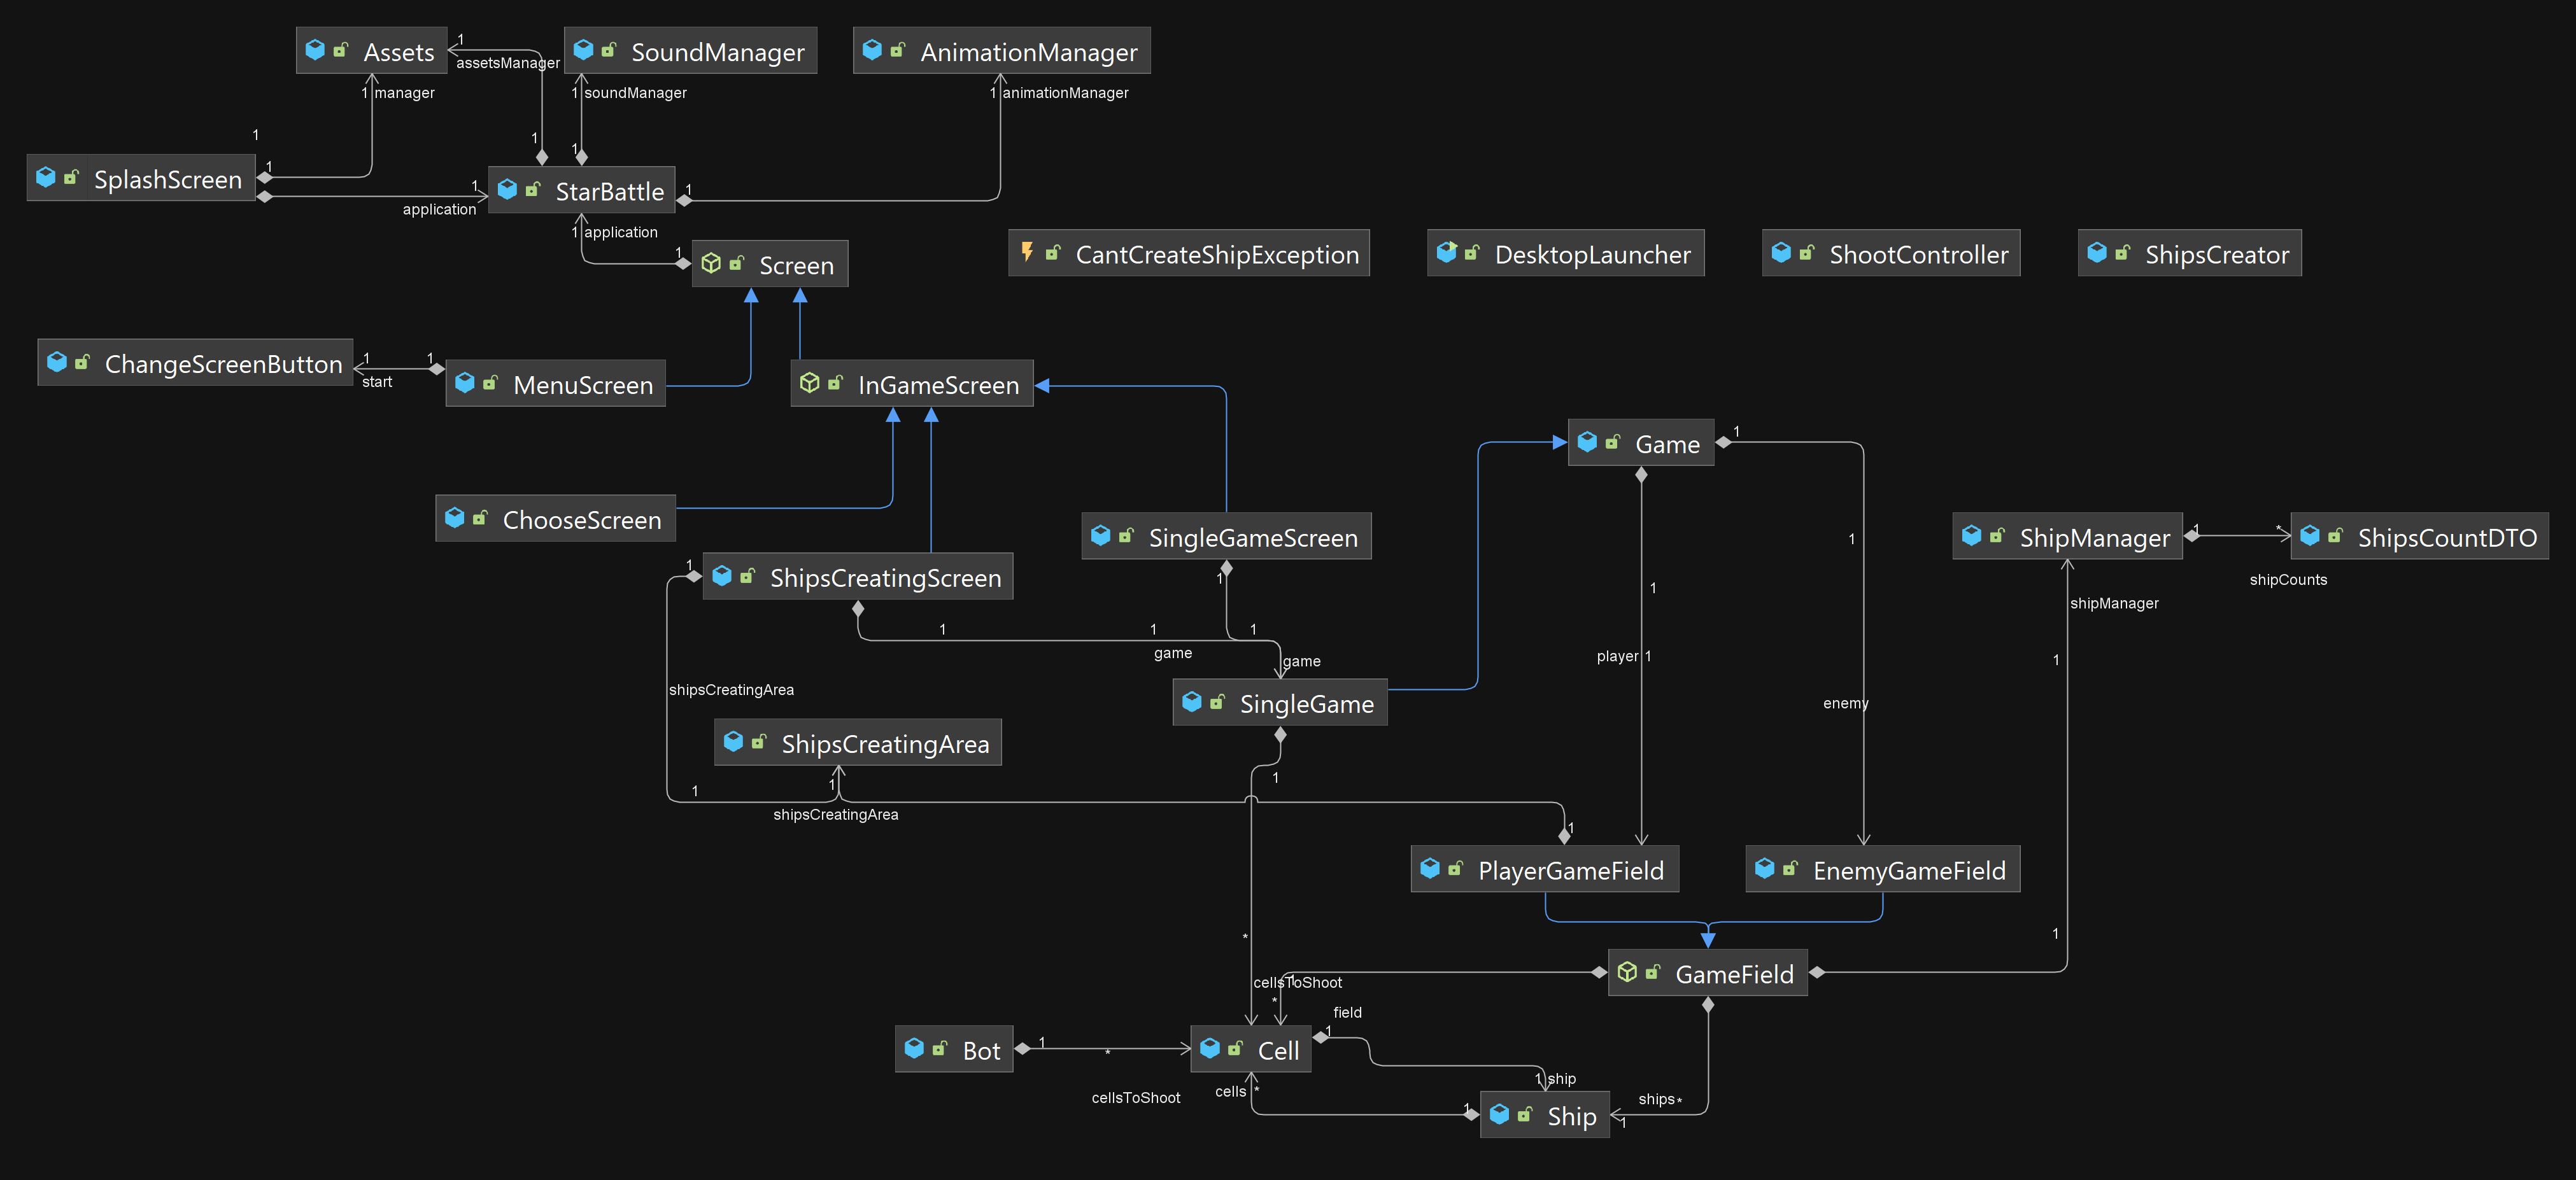 Assets
SoundManager
AnimationManager
1
assetsManager
1 manager
1 soundManager
1 animationManager
1
1
1
1
SplashScreen
1
application
StarBattle
1
1 application
1
Screen
CantCreateShipException
DesktopLauncher
ShootController
ShipsCreator
ChangeScreenButton
1
start
1
MenuScreen
InGameScreen
Game
1
ChooseScreen
SingleGameScreen
1
ShipManager
1
*
ShipsCountDTO
shipCounts
1
ShipsCreatingScreen
1
1
shipManager
1
1
1
game
game
player 1
1
shipsCreatingArea
enemy
SingleGame
ShipsCreatingArea
1
1
1
shipsCreatingArea
1
PlayerGameField
EnemyGameField
*
1
GameField
cellsToShoot
1
*
field
Bot
1
*
Cell
1
cellsToShoot
cells *
1 ship
1
Ship
ships *
1